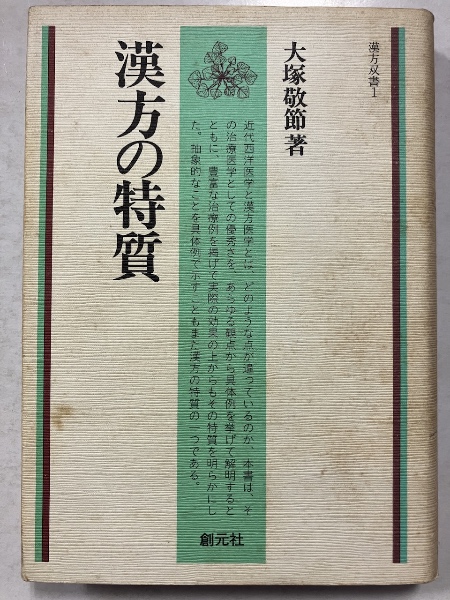 漢方双書1
大塚敬節著
近代西洋医学と漢方医学とは、どのような点が違っているのか、本書は、そ
の治療医学としての優秀さを、あらゆる観点から具体例を挙げて解明すると
ともに、豊富な治療例を掲げて実際の効果の上からもその特質を明らかにし
た。抽象的なことを具体例で示すこともまた漢方の特質の一つである。
漢方の特質
創元社